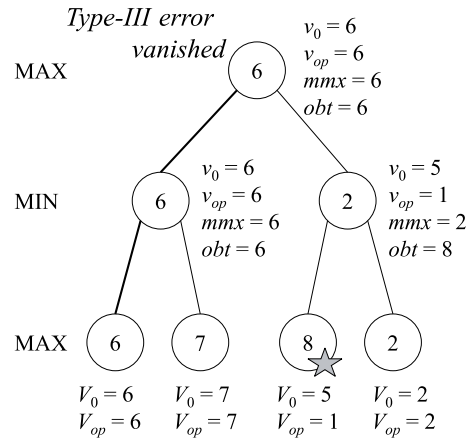 Type-III error
vanished
MAX
6
v0 = 6
vop = 6
mmx = 6
obt = 6
MIN
6
v0 = 6
vop = 6
mmx = 6
obt = 6
2
v0 = 5
vop = 1
mmx = 2
obt = 8
MAX
6
7
8
2
V0 = 6
Vop = 6
V0 = 7
Vop = 7
V0 = 5
Vop = 1
V0 = 2
Vop = 2